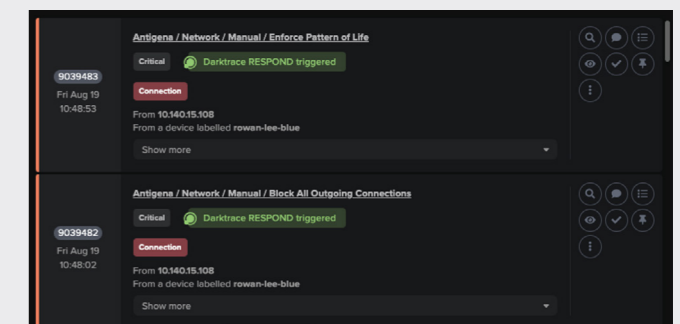 Antigena / Network / Manual / Enforce Pattern of Life
Critical Darktrace RESPOND triggered
9039483
Fri Aug 19
10:48:53
Connection
From 10.140.15.108
From a device labelled rowan-lee-blue
Show more
Antigena / Network / Manual / Block All Outgoing Connections
Critical Darktrace RESPOND triggered
9039482
Fri Aug 19
10:48:02
Connection
From 10.140.15.108
From a device labelled rowan-lee-blue
Show more